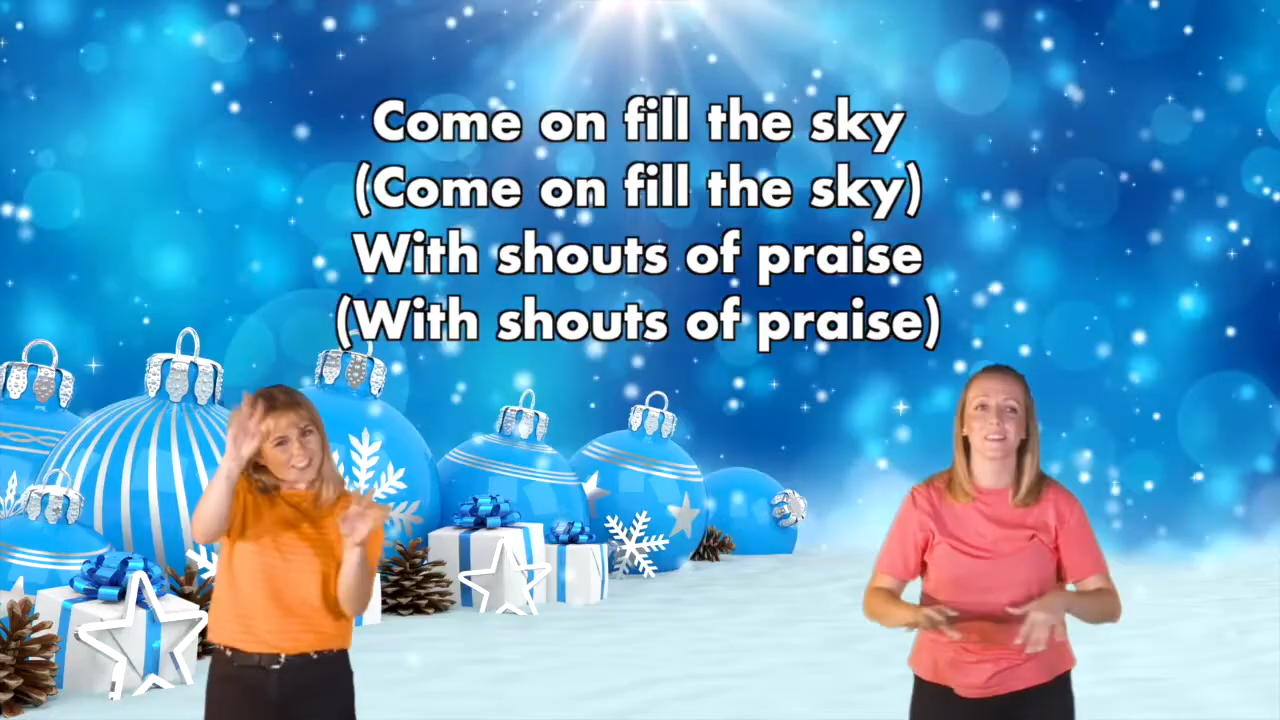 Come on fill the sky
(Come on fill the sky)
With shouts of praise
(With shouts of praise)